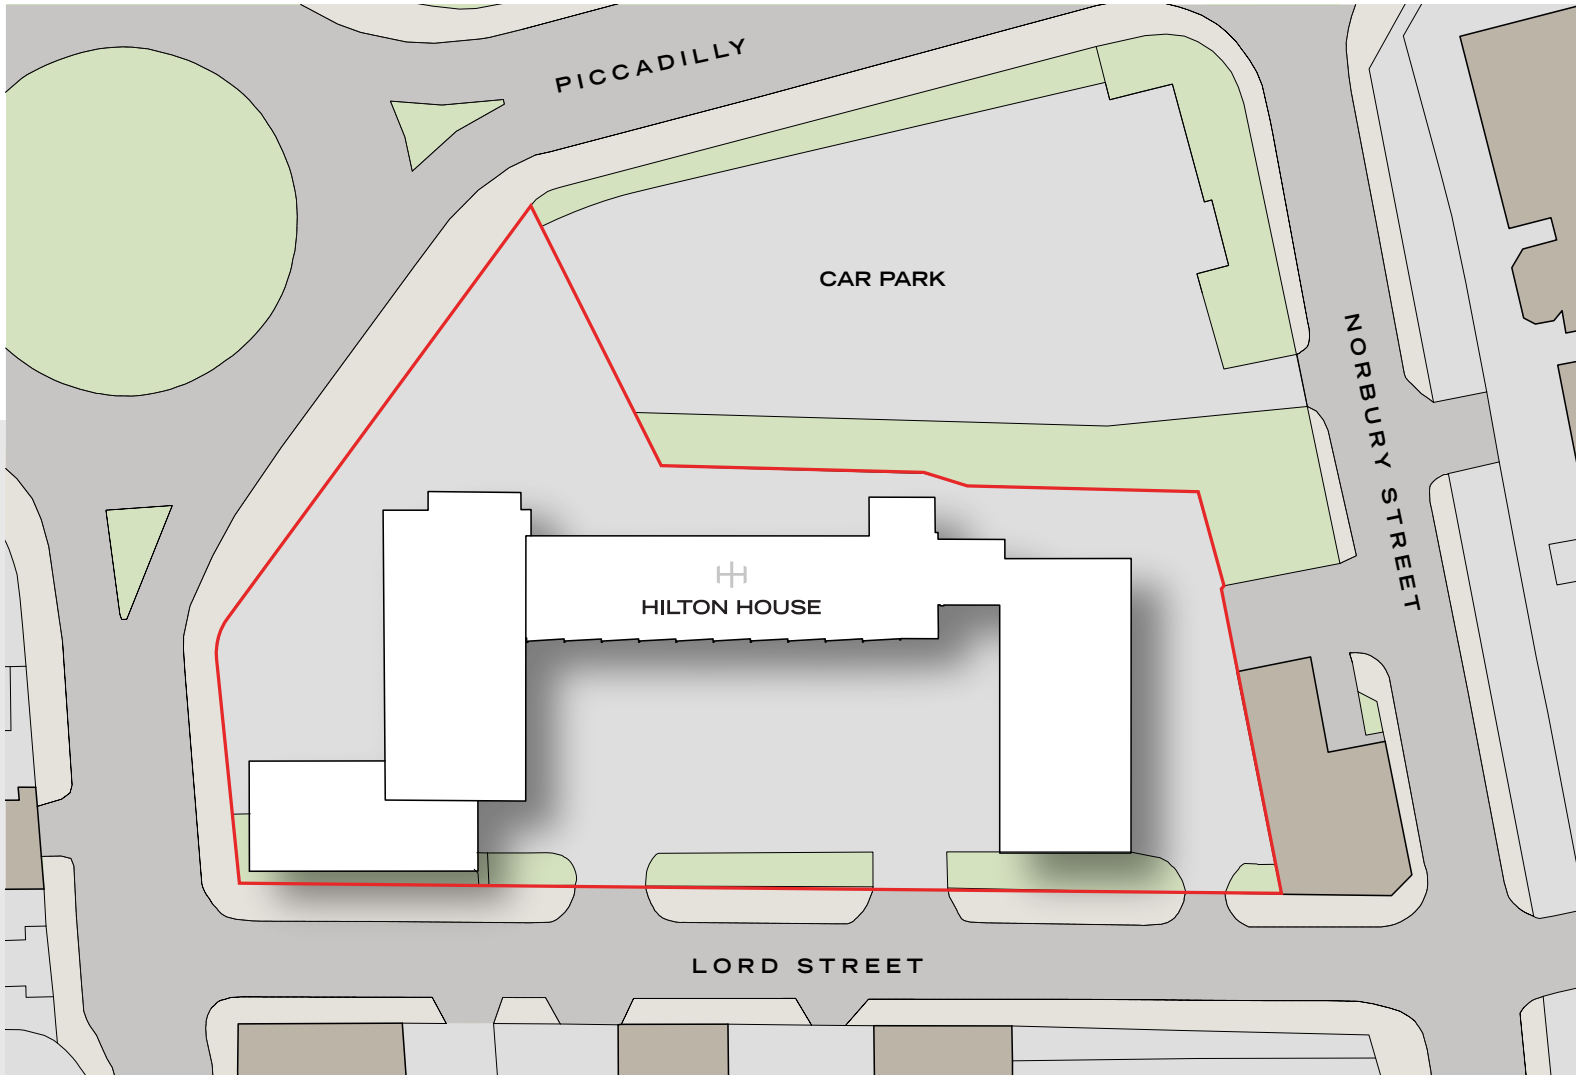 PICCADILLY
CAR PARK
NORBURY STREET
HILTON HOUSE
LORD STREET